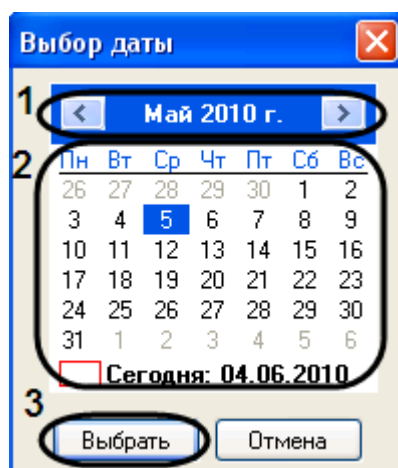 Выбор даты
1
Май 2010 г.
2
Пн Вт Ср Чт Пт Сб Вс
26 27 28 29 30 1 2
3 4 5 6 7 8 9
10 11 12 13 14 15 16
17 18 19 20 21 22 23
24 25 26 27 28 29 30
31 1 2 3 4 5 6
Сегодня: 04.06.2010
3
Выбрать Отмена